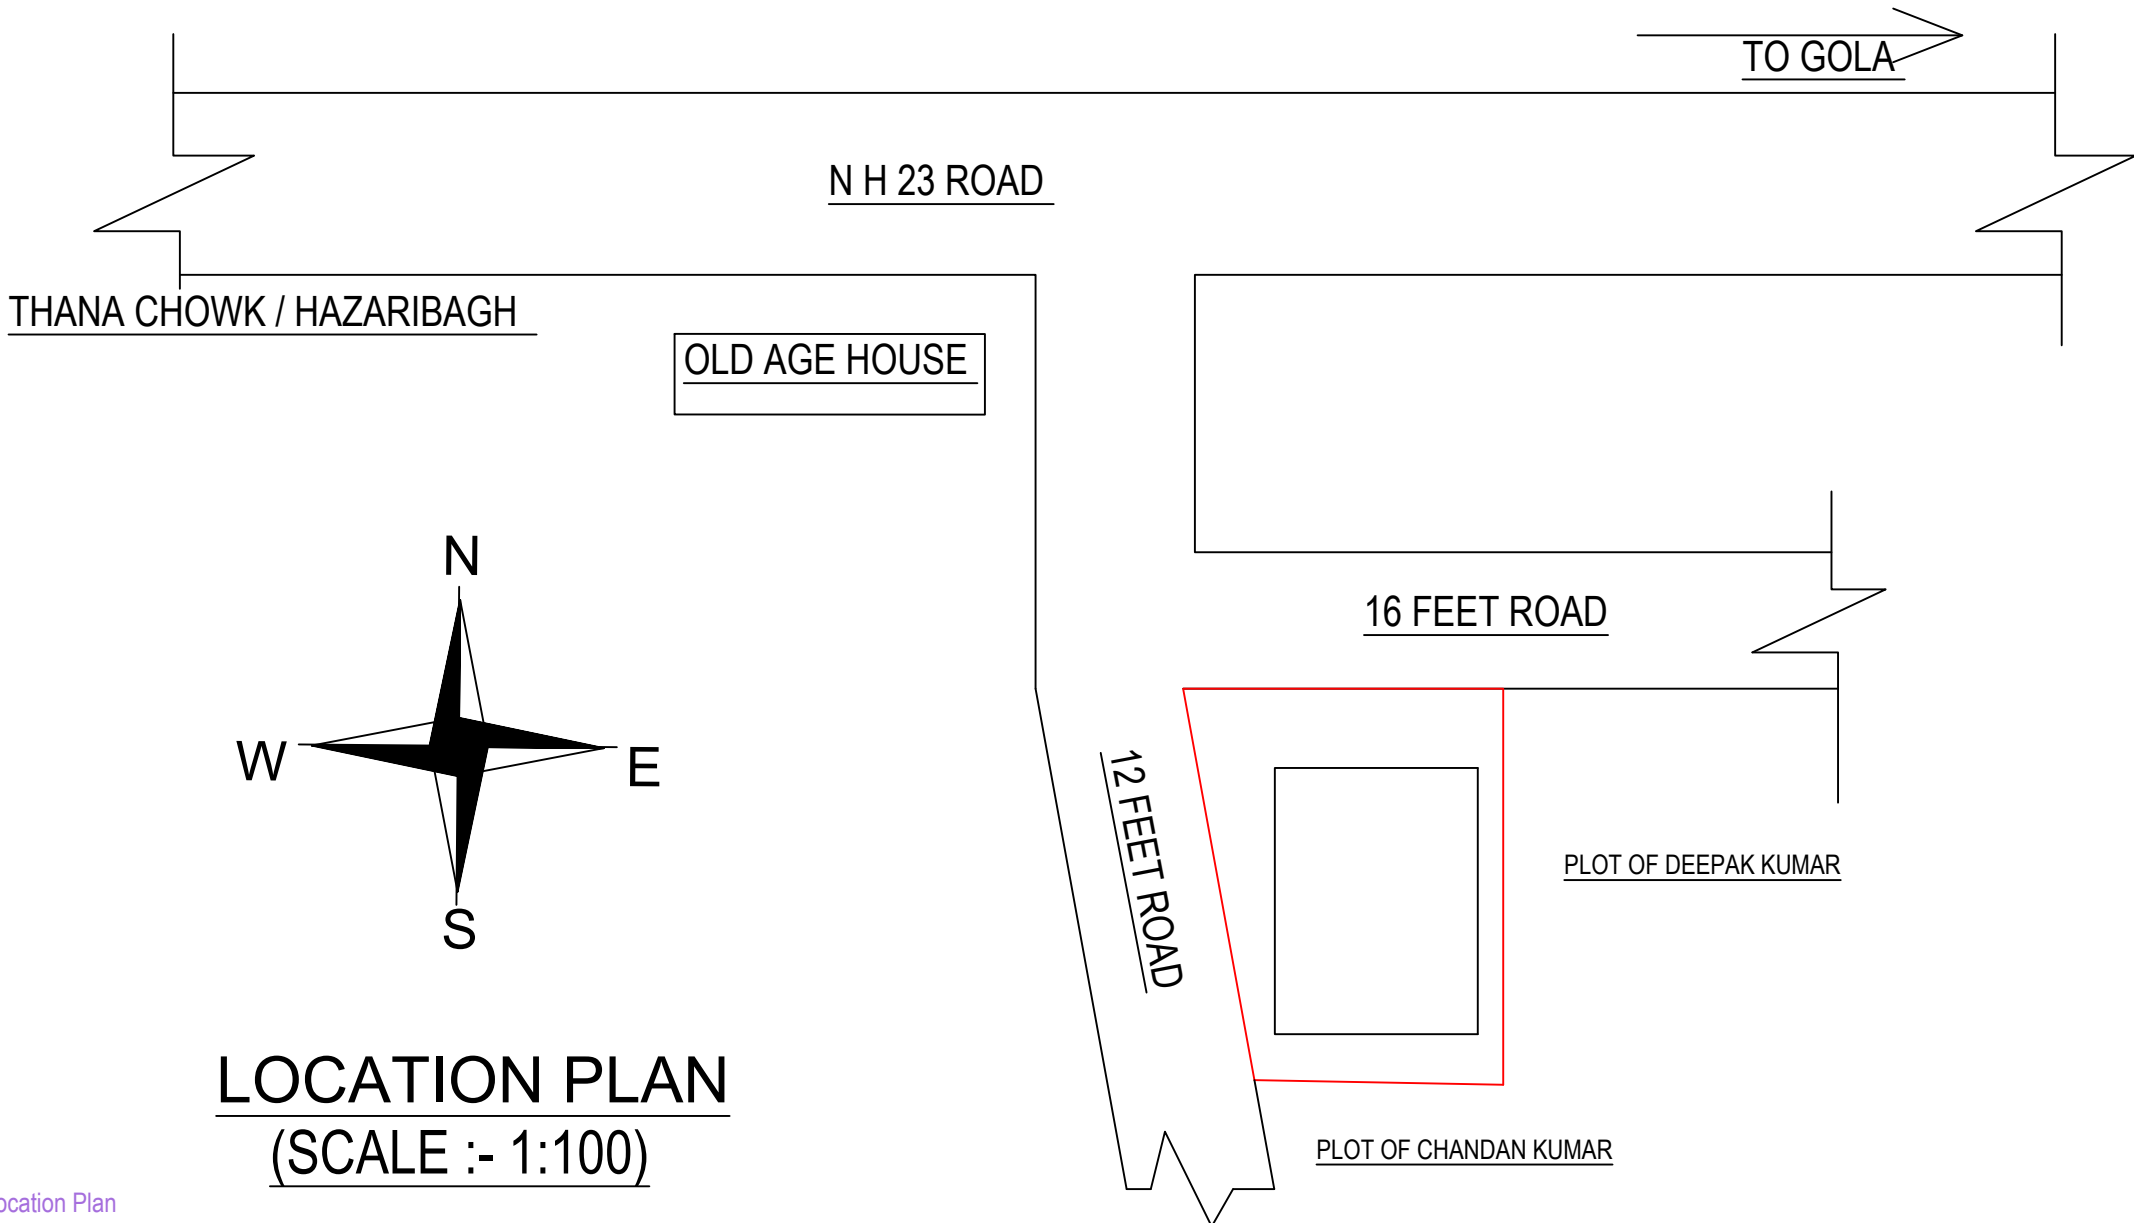 TO GOLA
N H 23 ROAD
THANA CHOWK / HAZARIBAGH
OLD AGE HOUSE
N
16 FEET ROAD
W
E
12 FEET ROAD
PLOT OF DEEPAK KUMAR
S
LOCATION PLAN
(SCALE :- 1:100)
PLOT OF CHANDAN KUMAR
ocation Plan